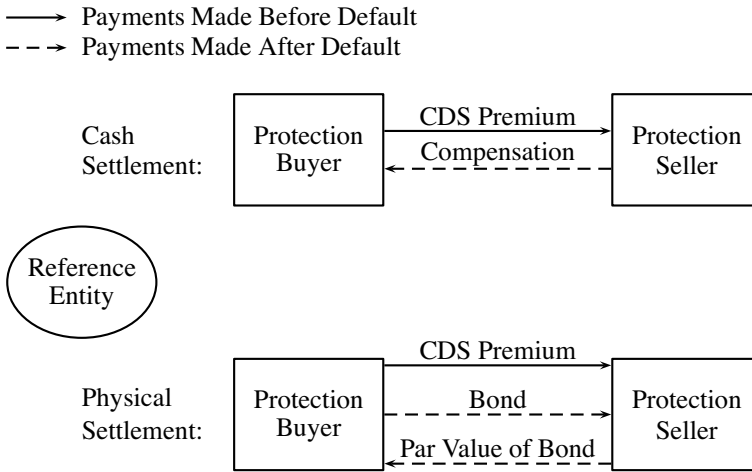 Payments Made Before Default
Payments Made After Default
Cash
Settlement:
Protection
Buyer
CDS Premium
Compensation
Protection
Seller
Reference
Entity
Physical
Settlement:
Protection
Buyer
CDS Premium
Bond
Par Value of Bond
Protection
Seller